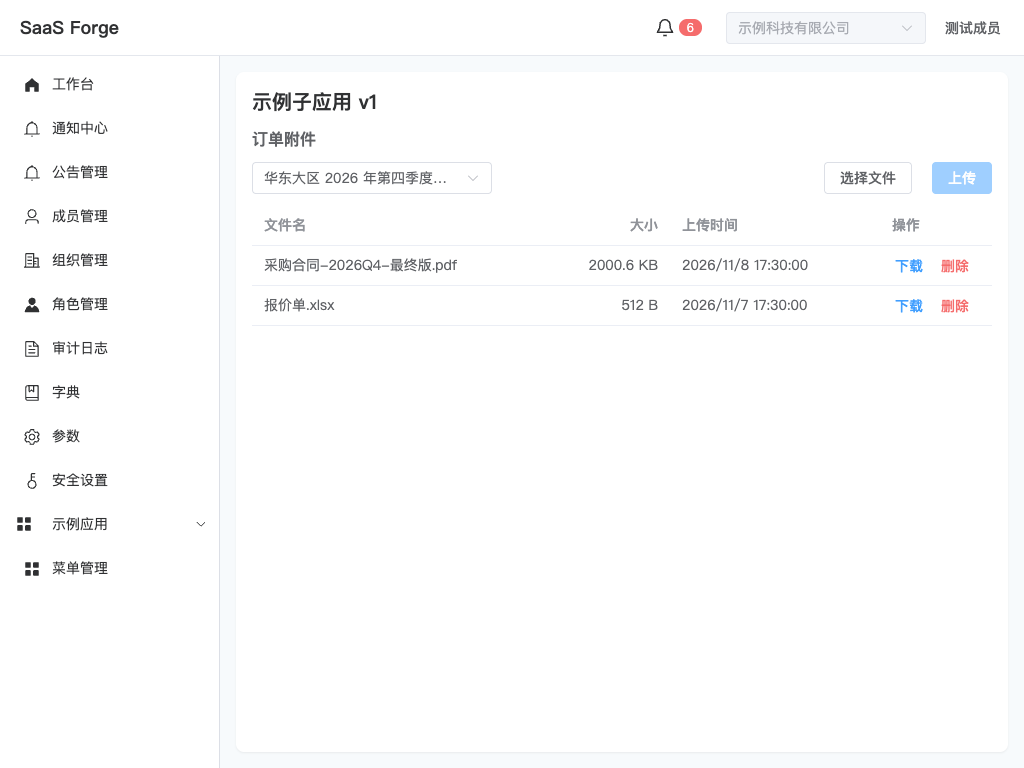 SaaS Forge
6
示例科技有限公司
测试成员
工作台
通知中心
公告管理
成员管理
组织管理
角色管理
审计日志
字典
参数
安全设置
示例应用
菜单管理
示例子应用 v1
订单附件
华东大区 2026 年第四季度...
选择文件
上传
文件名 大小 上传时间 操作
采购合同-2026Q4-最终版.pdf 2000.6 KB 2026/11/8 17:30:00 下载 删除
报价单.xlsx 512 B 2026/11/7 17:30:00 下载 删除